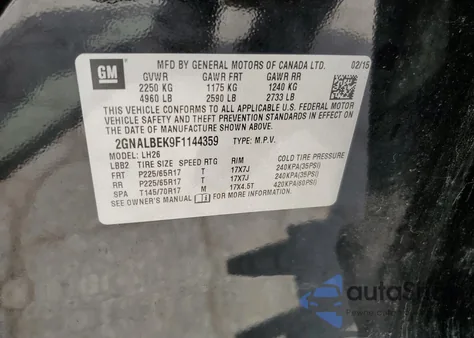 GM
MFD BY GENERAL MOTORS OF CANADA LTD. 02/15
GVWR GAWR FRT GAWR RR
2250 KG 1175 KG 1240 KG
4960 LB 2590 LB 2733 LB
THIS VEHICLE CONFORMS TO ALL APPLICABLE U.S. FEDERAL MOTOR
VEHICLE SAFETY AND THEFT PREVENTION STANDARDS IN EFFECT ON
THE DATE OF MANUFACTURE SHOWN ABOVE.
2GNALBEK9F1144359 TYPE: M.P.V.
MODEL: LH26
LBB2 TIRE SIZE SPEED RTG RIM COLD TIRE PRESSURE
FRT P225/65R17 T 17X7J 240KPA(35PSI)
RR P225/65R17 T 17X7J 240KPA(35PSI)
SPA T145/70R17 M 17X4.5T 420KPA(60PSI)
SEE OWNER'S MANUAL FOR MORE INFORMATION.